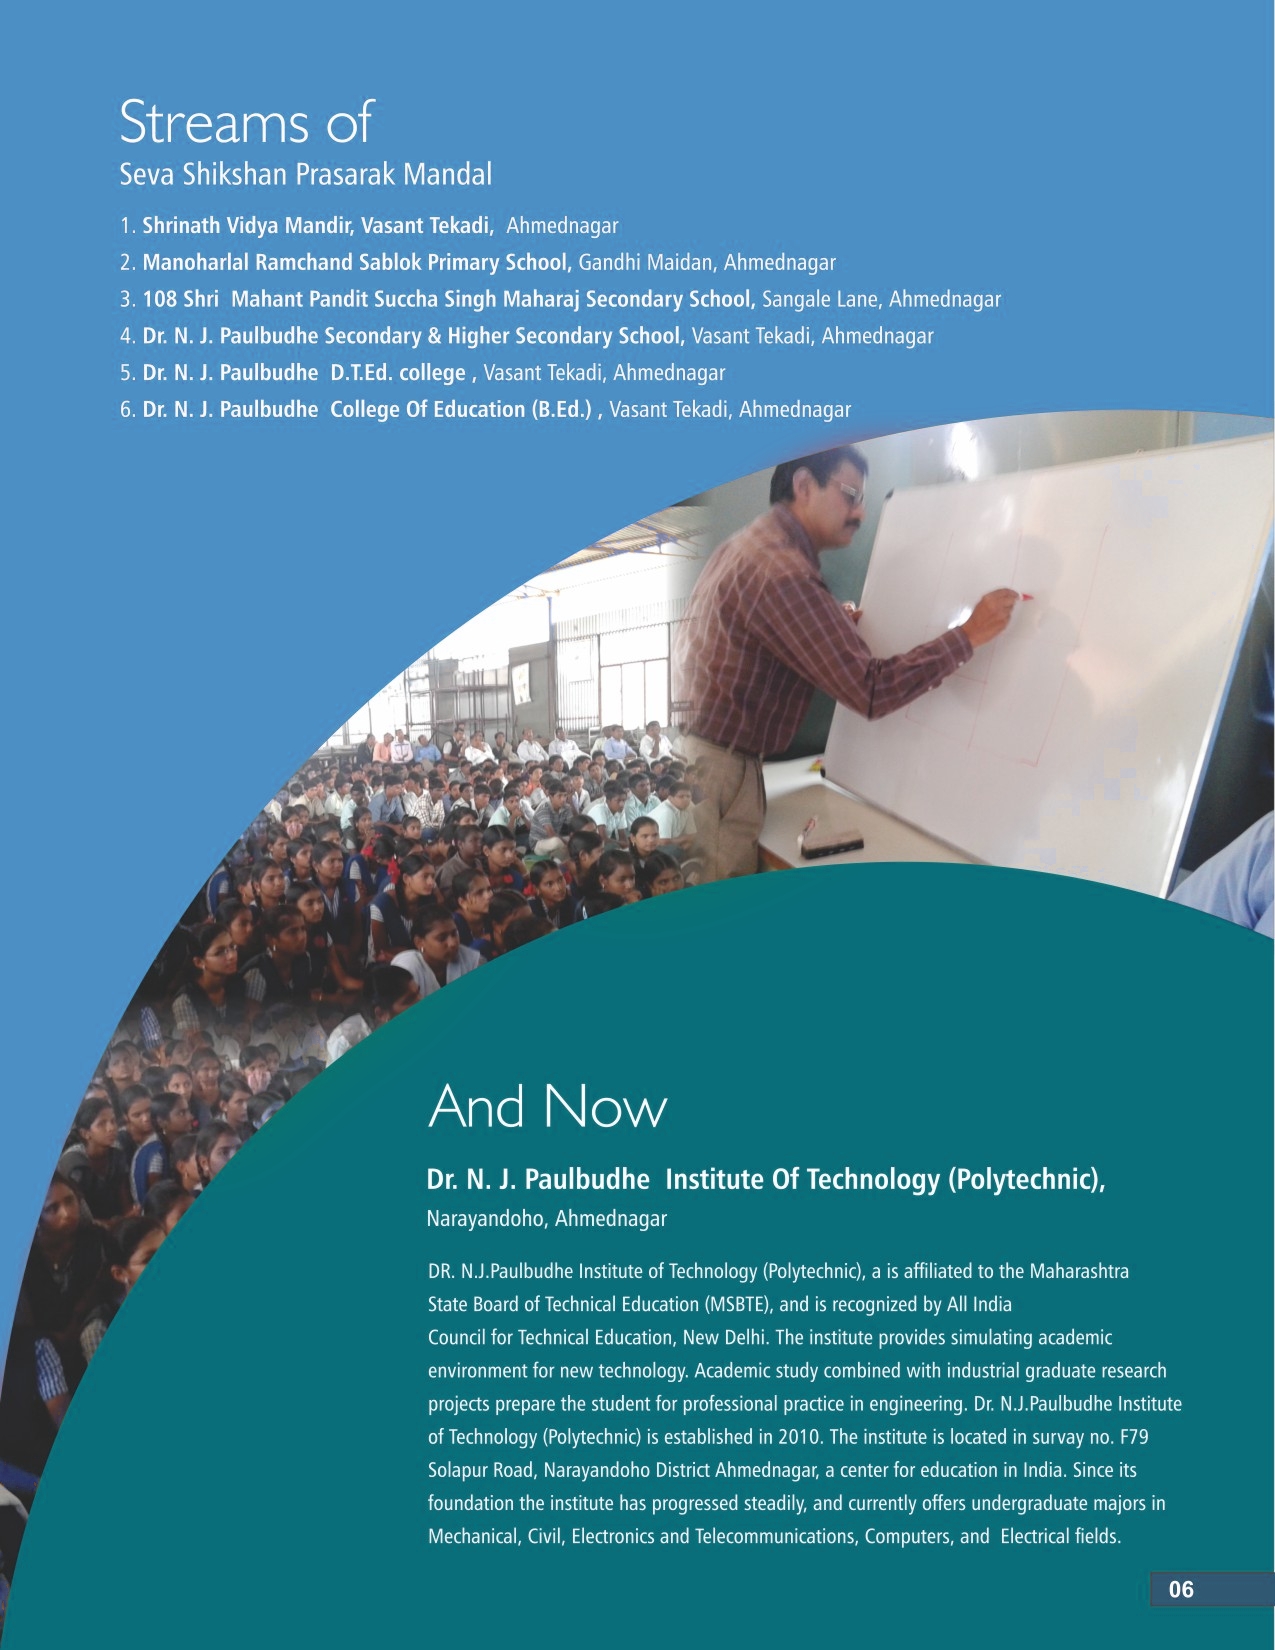 Streams of
Seva Shikshan Prasarak Mandal
1. Shrinath Vidya Mandir, Vasant Tekadi, Ahmednagar
2. Manoharlal Ramchand Sablok Primary School, Gandhi Maidan, Ahmednagar
3. 108 Shri Mahant Pandit Succha Singh Maharaj Secondary School, Sangale Lane, Ahmednagar
4. Dr. N. J. Paulbudhe Secondary & Higher Secondary School, Vasant Tekadi, Ahmednagar
5. Dr. N. J. Paulbudhe D.T.Ed. college , Vasant Tekadi, Ahmednagar
6. Dr. N. J. Paulbudhe College Of Education (B.Ed.) , Vasant Tekadi, Ahmednagar
And Now
Dr. N. J. Paulbudhe Institute Of Technology (Polytechnic),
Narayandoho, Ahmednagar
DR. N.J.Paulbudhe Institute of Technology (Polytechnic), a is affiliated to the Maharashtra
State Board of Technical Education (MSBTE), and is recognized by All India
Council for Technical Education, New Delhi. The institute provides simulating academic
environment for new technology. Academic study combined with industrial graduate research
projects prepare the student for professional practice in engineering. Dr. N.J.Paulbudhe Institute
of Technology (Polytechnic) is established in 2010. The institute is located in survay no. F79
Solapur Road, Narayandoho District Ahmednagar, a center for education in India. Since its
foundation the institute has progressed steadily, and currently offers undergraduate majors in
Mechanical, Civil, Electronics and Telecommunications, Computers, and Electrical fields.
06